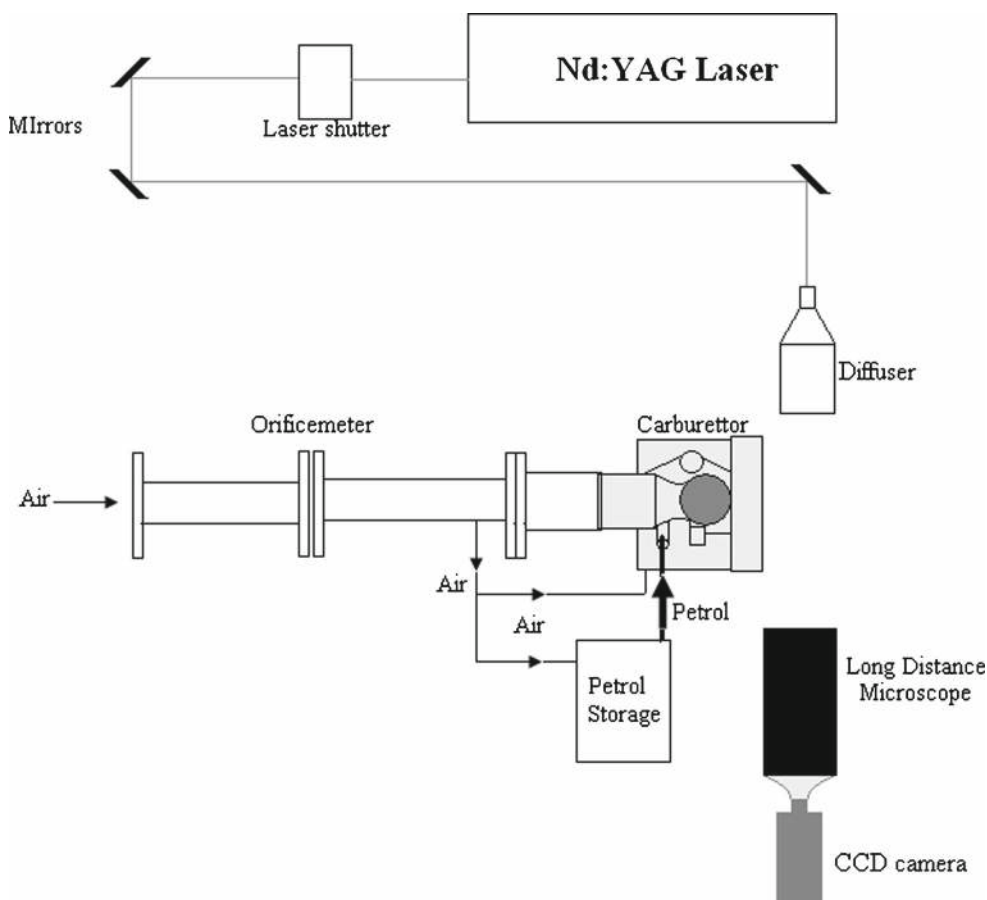 Nd:YAG Laser
MIrrors
Laser shutter
Diffuser
Orificemeter
Carburettor
Air
Air
Air
Petrol
Petrol
Storage
Long Distance
Microscope
CCD camera